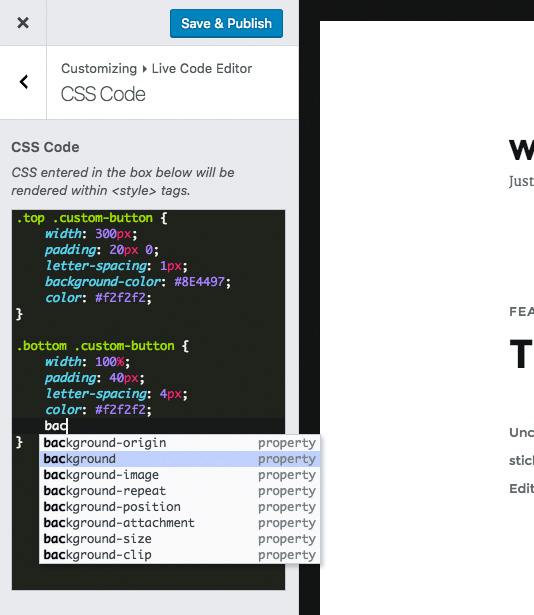 Save & Publish
Customizing ▸ Live Code Editor
CSS Code
CSS Code
CSS entered in the box below will be
rendered within <style> tags.
.top .custom-button {
width: 300px;
padding: 20px 0;
letter-spacing: 1px;
background-color: #8E4497;
color: #f2f2f2;
}
.bottom .custom-button {
width: 100%;
padding: 40px;
letter-spacing: 4px;
color: #f2f2f2;
bac
}
background-origin property
background property
background-image property
background-repeat property
background-position property
background-attachment property
background-size property
background-clip property
W
Just
FEA
T
Unc
stic
Edit